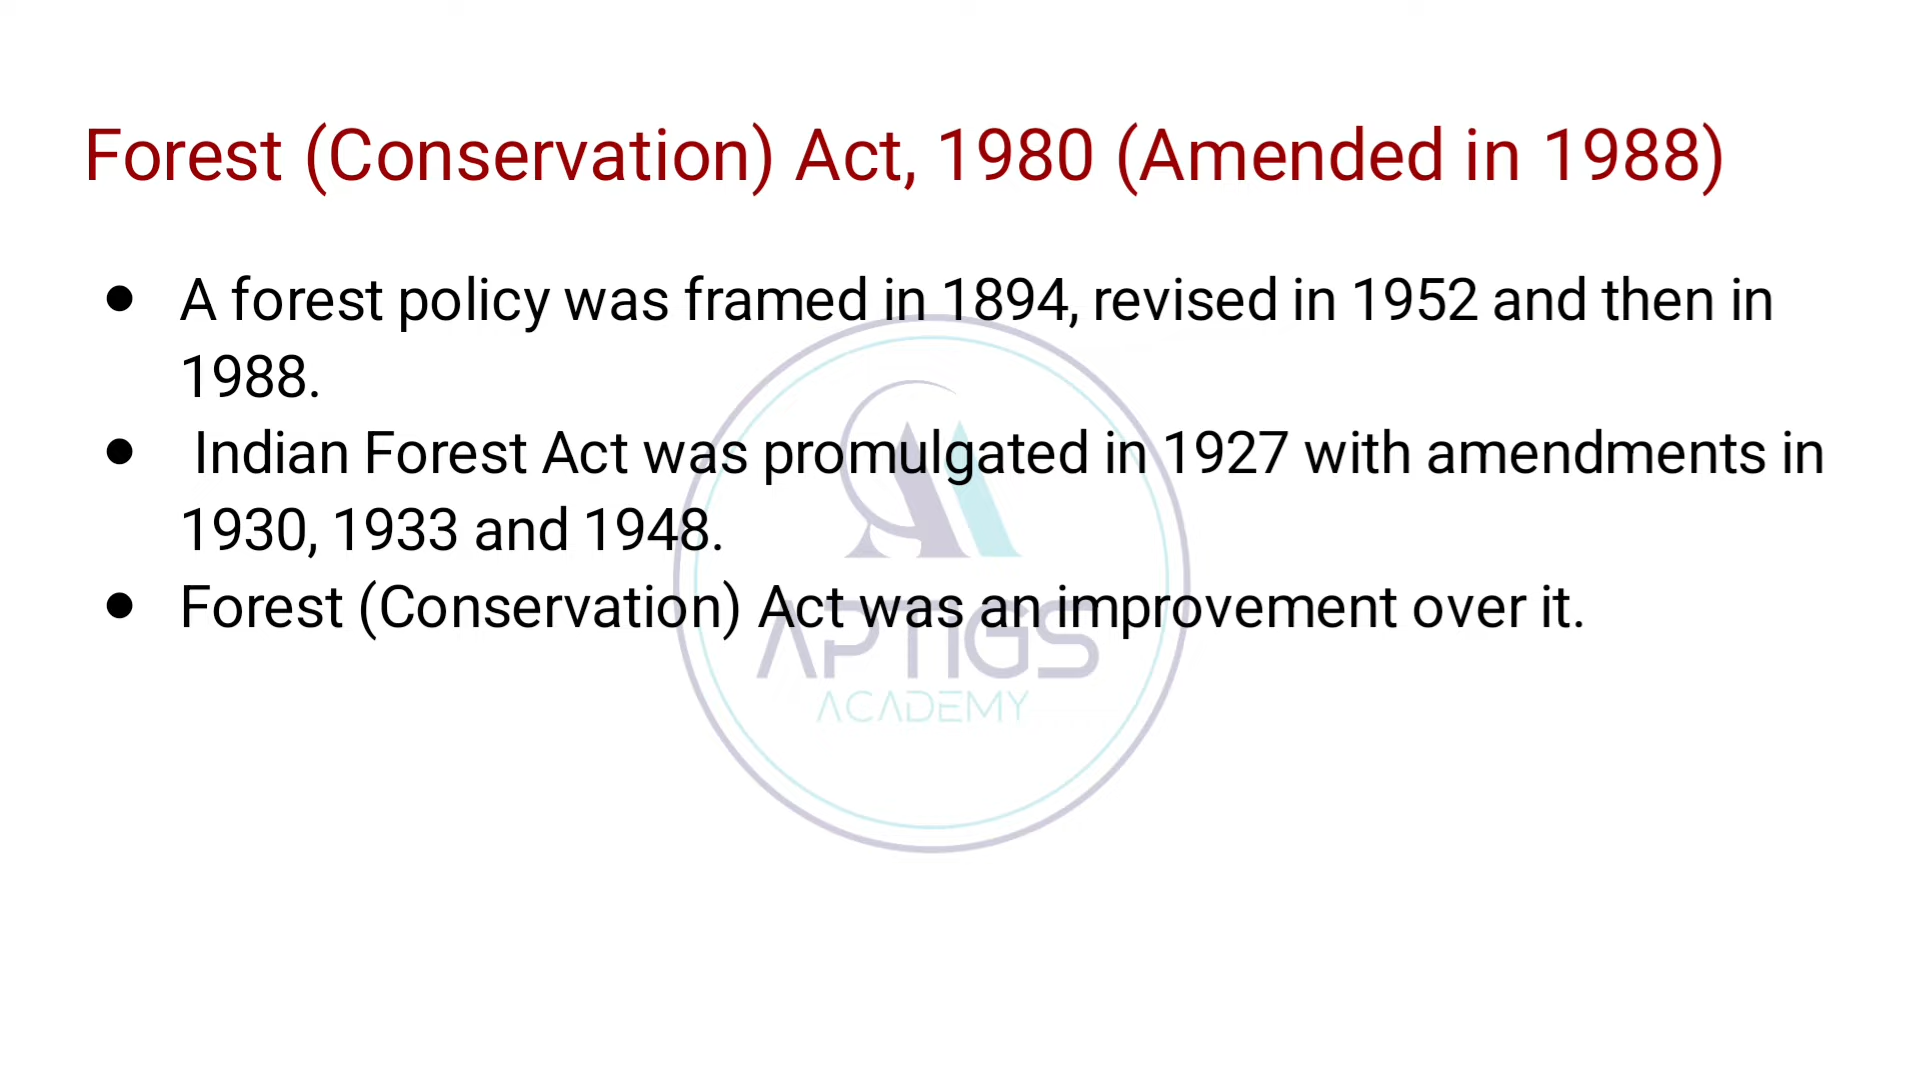 Forest (Conservation) Act, 1980 (Amended in 1988)
● A forest policy was framed in 1894, revised in 1952 and then in
1988.
● Indian Forest Act was promulgated in 1927 with amendments in
1930, 1933 and 1948.
● Forest (Conservation) Act was an improvement over it.
APTIGS
ACADEMY